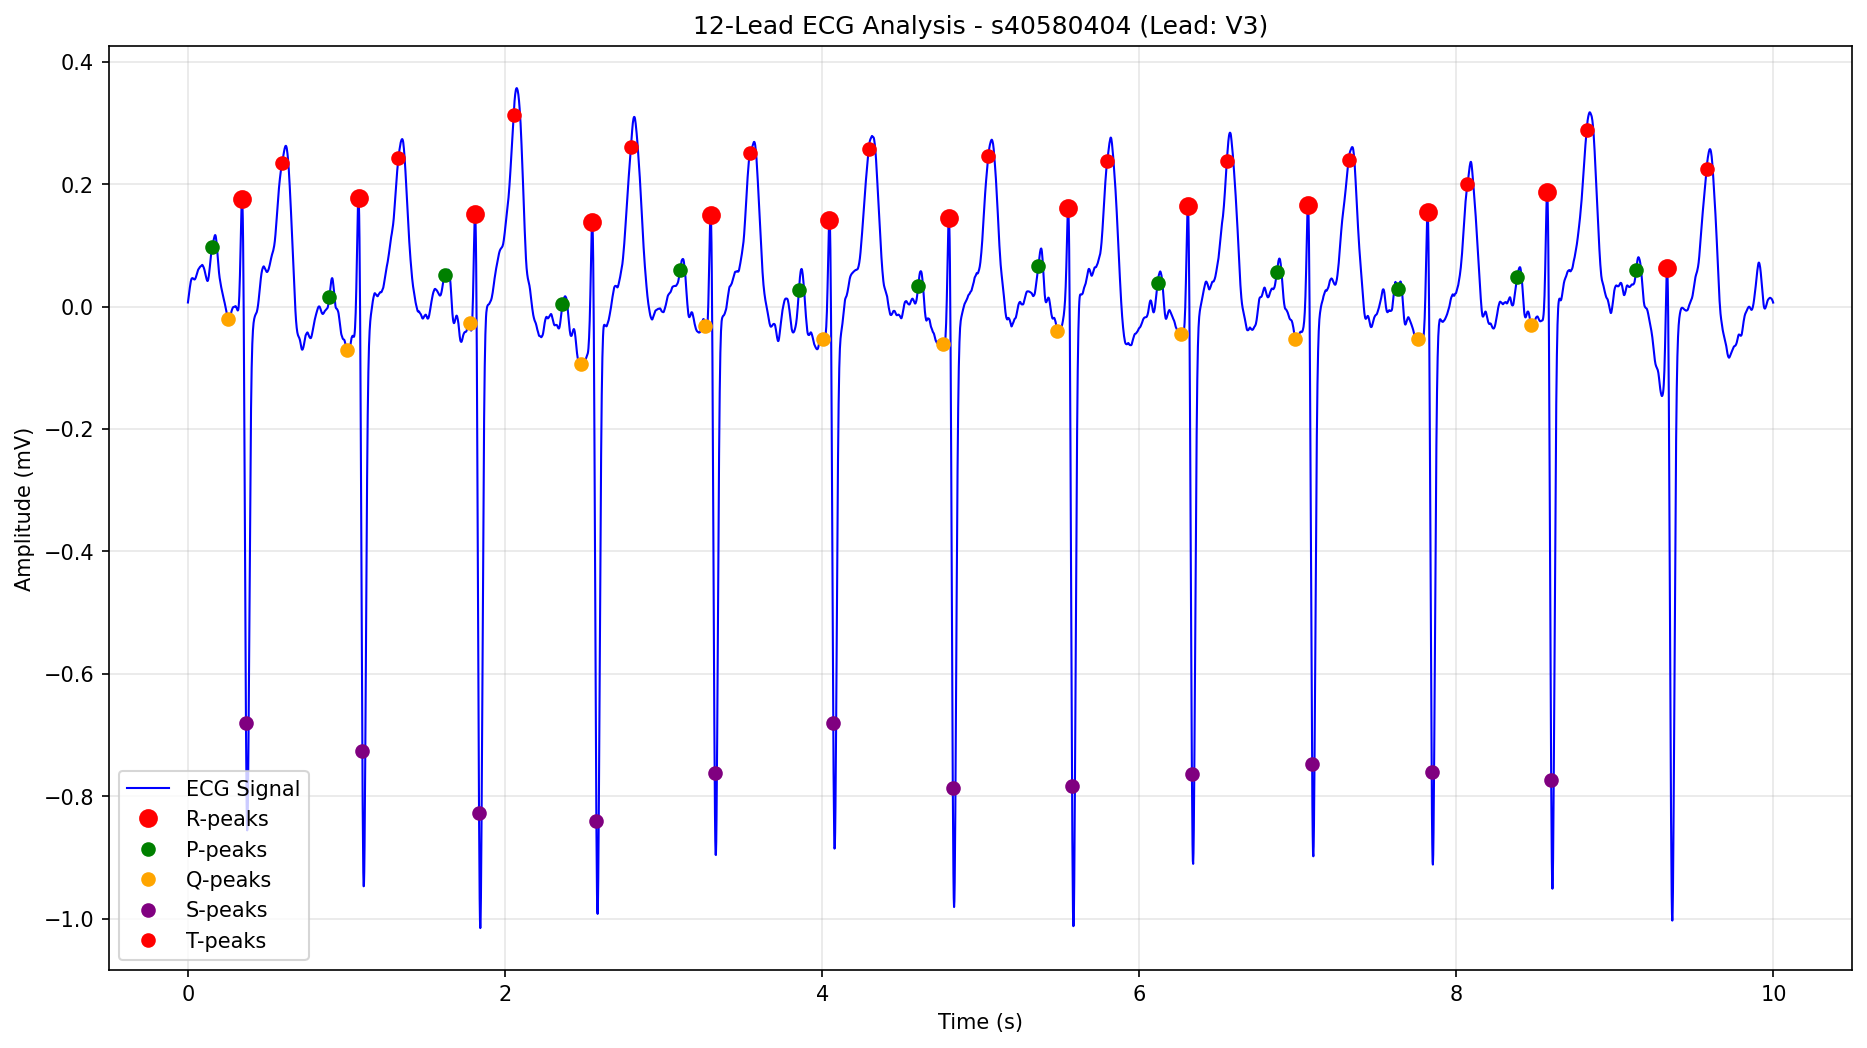 12-Lead ECG Analysis - s40580404 (Lead: V3)
0.4
0.2
0.0
−0.2
−0.4
−0.6
−0.8
−1.0
Amplitude (mV)
ECG Signal
R-peaks
P-peaks
Q-peaks
S-peaks
T-peaks
0 2 4 6 8 10
Time (s)